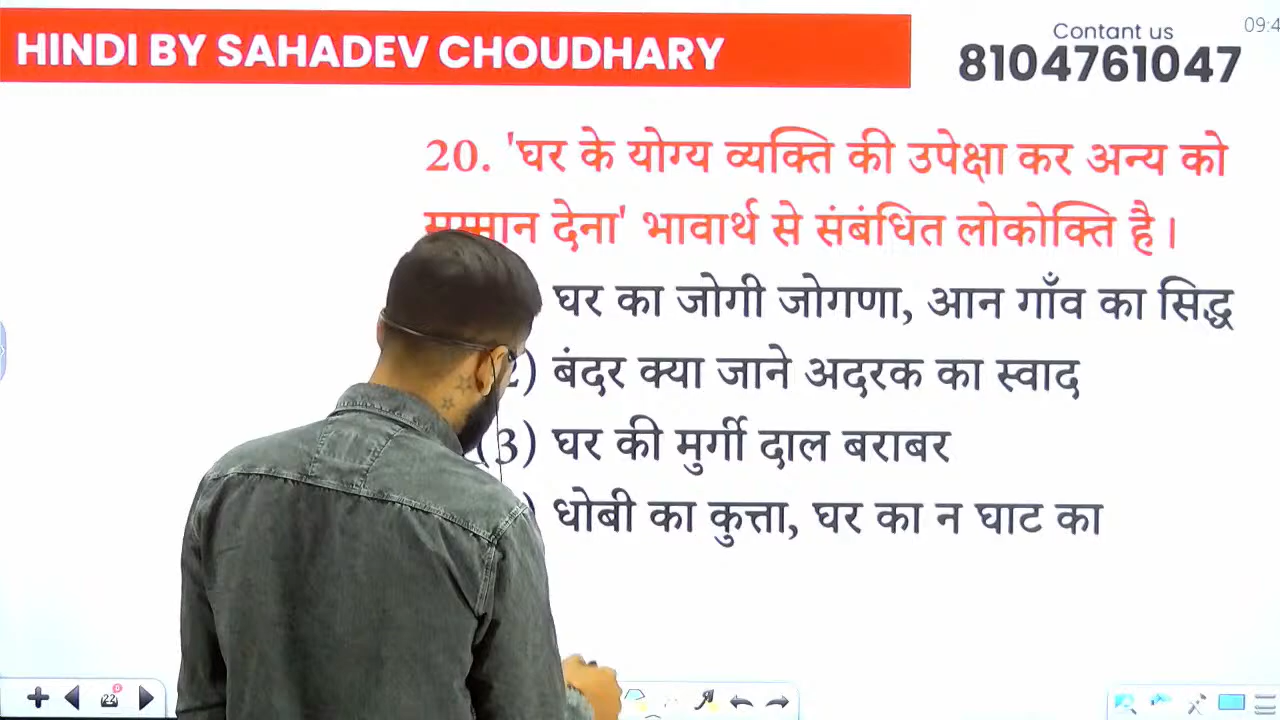 HINDI BY SAHADEV CHOUDHARY
Contant us
8104761047
09:4
20. 'घर के योग्य व्यक्ति की उपेक्षा कर अन्य को
सम्मान देना' भावार्थ से संबंधित लोकोक्ति है।
घर का जोगी जोगणा, आन गाँव का सिद्ध
2) बंदर क्या जाने अदरक का स्वाद
(3) घर की मुर्गी दाल बराबर
) धोबी का कुत्ता, घर का न घाट का
22